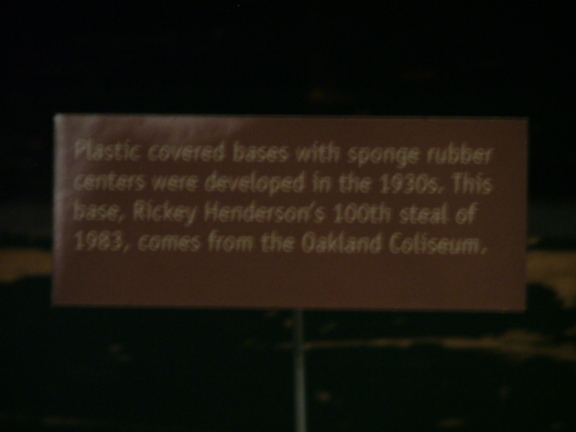 Plastic covered bases with sponge rubber
centers were developed in the 1930s. This
base, Rickey Henderson's 100th steal of
1983, comes from the Oakland Coliseum.